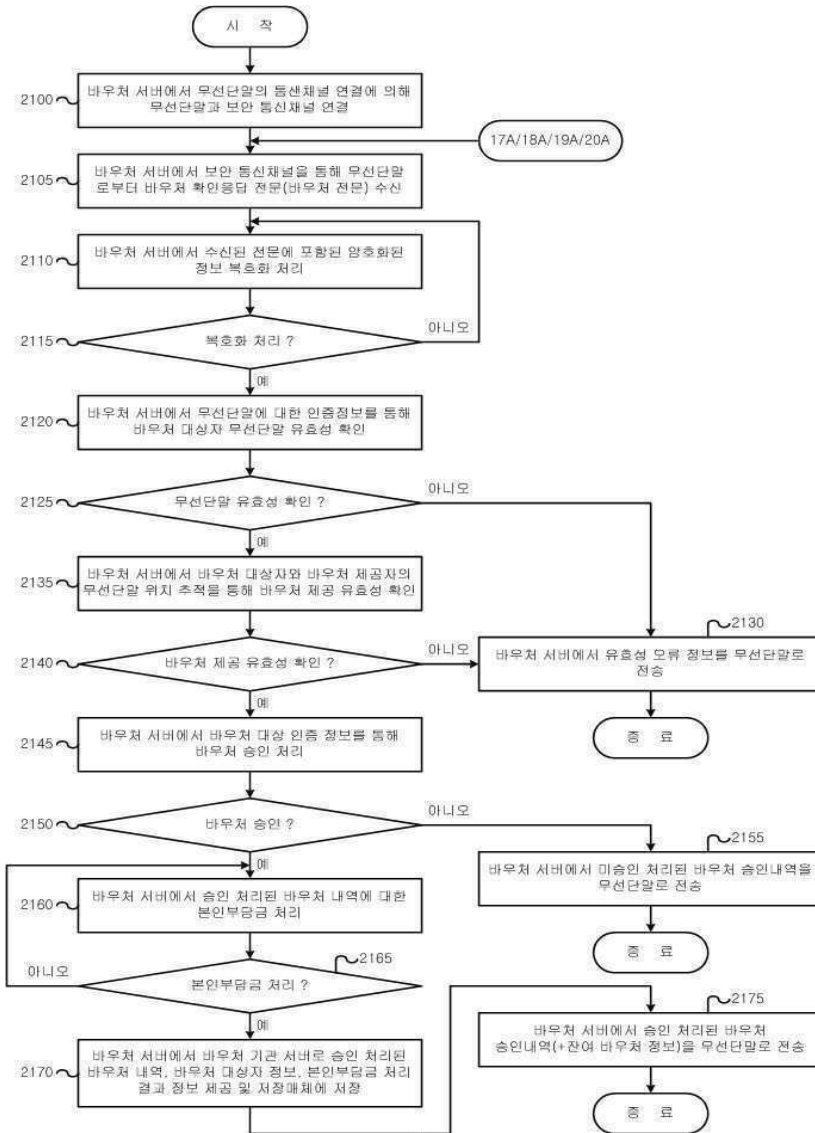 시 작
2100
바우처 서버에서 무선단말의 통샌채널 연결에 의해
무선단말과 보안 통신채널 연결
17A/18A/19A/20A
2105
바우처 서버에서 보안 통신채널을 통해 무선단말
로부터 바우처 확인응답 전문(바우처 전문) 수신
2110
바우처 서버에서 수신된 전문에 포함된 암호화된
정보 복호화 처리
2115
복호화 처리 ?
아니오
예
2120
바우처 서버에서 무선단말에 대한 인증정보를 통해
바우처 대상자 무선단말 유효성 확인
2125
무선단말 유효성 확인 ?
아니오
예
2135
바우처 서버에서 바우처 대상자와 바우처 제공자의
무선단말 위치 추적을 통해 바우처 제공 유효성 확인
2140
바우처 제공 유효성 확인 ?
아니오
예
2130
바우처 서버에서 유효성 오류 정보를 무선단말로
전송
종 료
2145
바우처 서버에서 바우처 대상 인증 정보를 통해
바우처 승인 처리
2150
바우처 승인 ?
아니오
예
2155
바우처 서버에서 미승인 처리된 바우처 승인내역을
무선단말로 전송
종 료
2160
바우처 서버에서 승인 처리된 바우처 내역에 대한
본인부담금 처리
2165
본인부담금 처리 ?
아니오
예
2170
바우처 서버에서 바우처 기관 서버로 승인 처리된
바우처 내역, 바우처 대상자 정보, 본인부담금 처리
결과 정보 제공 및 저장매체에 저장
2175
바우처 서버에서 승인 처리된 바우처
승인내역(+잔여 바우처 정보)을 무선단말로 전송
종 료